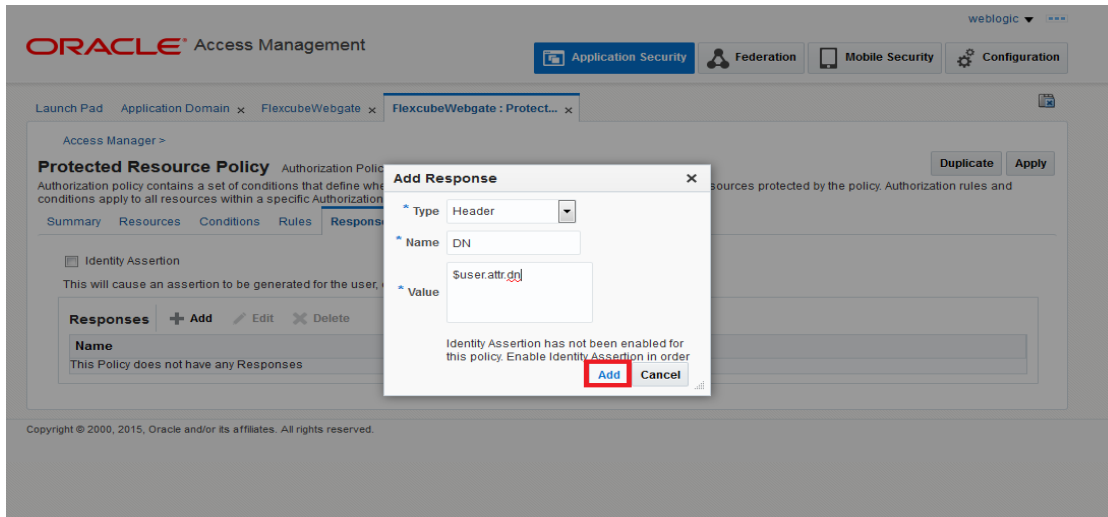 weblogic
ORACLE® Access Management
Application Security
Federation
Mobile Security
Configuration
Launch Pad
Application Domain
FlexcubeWebgate
FlexcubeWebgate : Protect...
Access Manager >
Protected Resource Policy Authorization Polic
Duplicate
Apply
Authorization policy contains a set of conditions that define whe
sources protected by the policy. Authorization rules and
conditions apply to all resources within a specific Authorization
Summary
Resources
Conditions
Rules
Respons
Identity Assertion
This will cause an assertion to be generated for the user,
Responses
Add
Edit
Delete
Name
This Policy does not have any Responses
Add Response
* Type Header
* Name DN
* Value $user.attr.dn
Identity Assertion has not been enabled for
this policy. Enable Identity Assertion in order
Add
Cancel
Copyright © 2000, 2015, Oracle and/or its affiliates. All rights reserved.